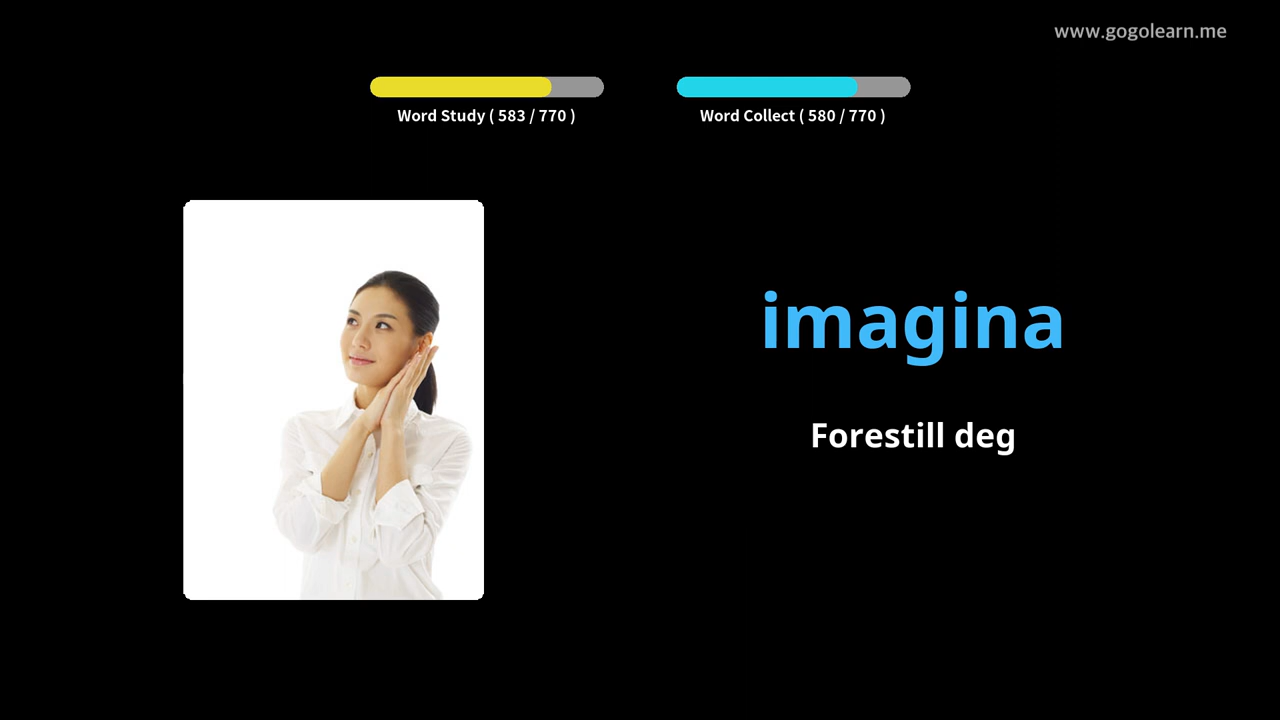 www.gogolearn.me
Word Study ( 583 / 770 )
Word Collect ( 580 / 770 )
imagina
Forestill deg